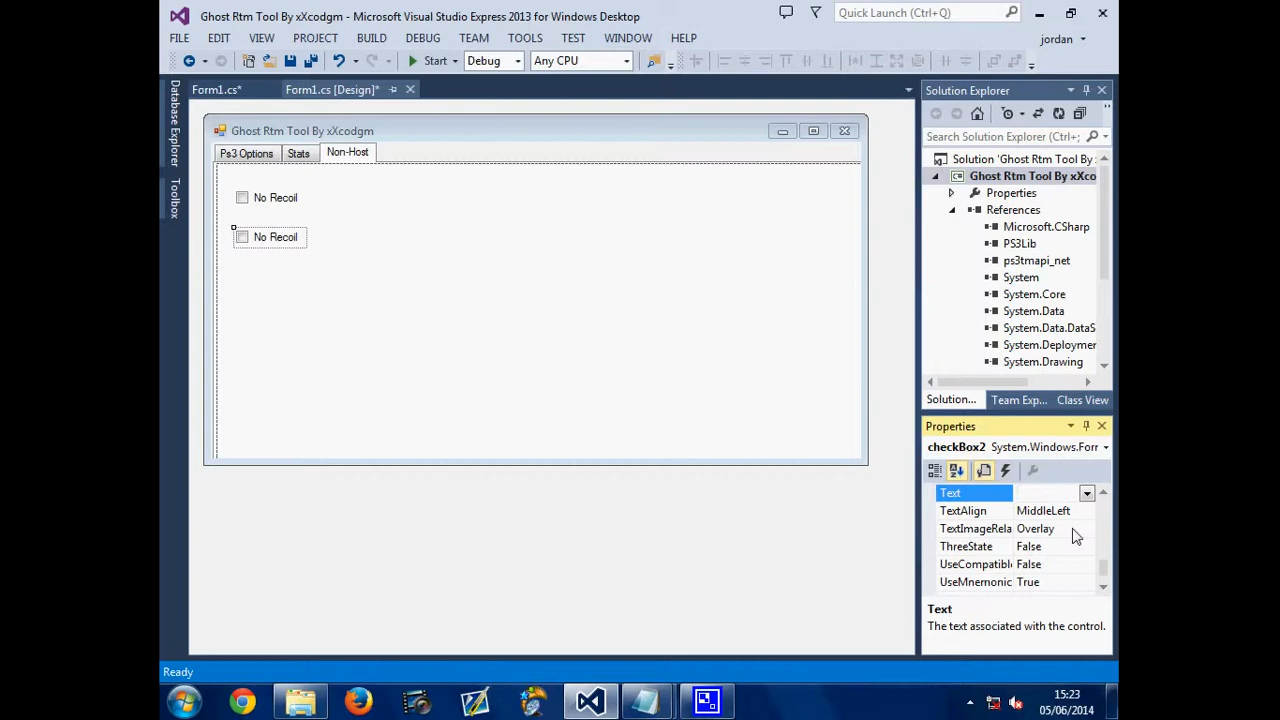 Ghost Rtm Tool By xXcodgm - Microsoft Visual Studio Express 2013 for Windows Desktop
Quick Launch (Ctrl+Q)
FILE EDIT VIEW PROJECT BUILD DEBUG TEAM TOOLS TEST WINDOW HELP
jordan
Start Debug Any CPU
Database Explorer
Toolbox
Form1.cs* Form1.cs [Design]*
Ghost Rtm Tool By xXcodgm
Ps3 Options Stats Non-Host
No Recoil
No Recoil
Solution Explorer
Search Solution Explorer (Ctrl+;
Solution 'Ghost Rtm Tool By
Ghost Rtm Tool By xXco
Properties
References
Microsoft.CSharp
PS3Lib
ps3tmapi_net
System
System.Core
System.Data
System.Data.DataS
System.Deploymer
System.Drawing
Solution... Team Exp... Class View
Properties
checkBox2 System.Windows.Forr
Text
TextAlign MiddleLeft
TextImageRela Overlay
ThreeState False
UseCompatibl False
UseMnemonic True
Text
The text associated with the control.
Ready
15:23
05/06/2014